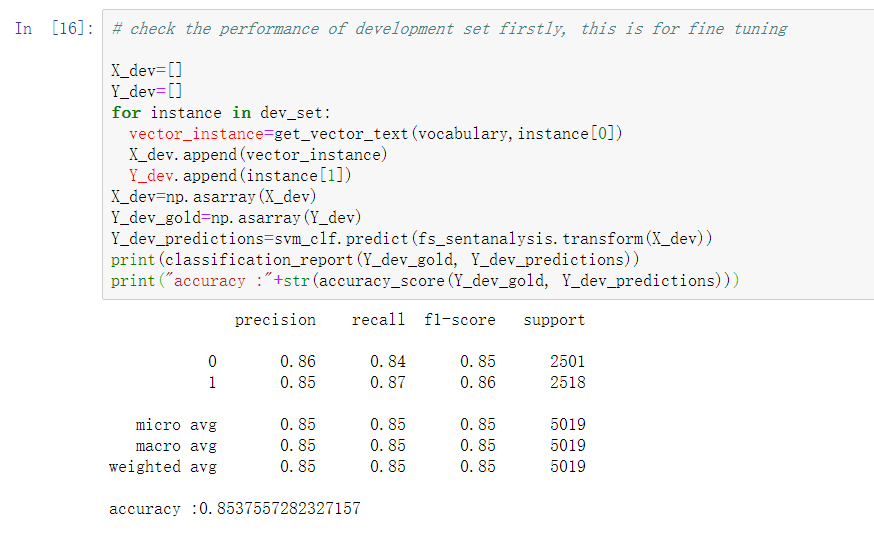 In [16]: # check the performance of development set firstly, this is for fine tuning
X_dev=[]
Y_dev=[]
for instance in dev_set:
  vector_instance=get_vector_text(vocabulary,instance[0])
  X_dev.append(vector_instance)
  Y_dev.append(instance[1])
X_dev=np.asarray(X_dev)
Y_dev_gold=np.asarray(Y_dev)
Y_dev_predictions=svm_clf.predict(fs_sentanalysis.transform(X_dev))
print(classification_report(Y_dev_gold, Y_dev_predictions))
print("accuracy :"+str(accuracy_score(Y_dev_gold, Y_dev_predictions)))
precision recall f1-score support
0 0.86 0.84 0.85 2501
1 0.85 0.87 0.86 2518
micro avg 0.85 0.85 0.85 5019
macro avg 0.85 0.85 0.85 5019
weighted avg 0.85 0.85 0.85 5019
accuracy :0.8537557282327157